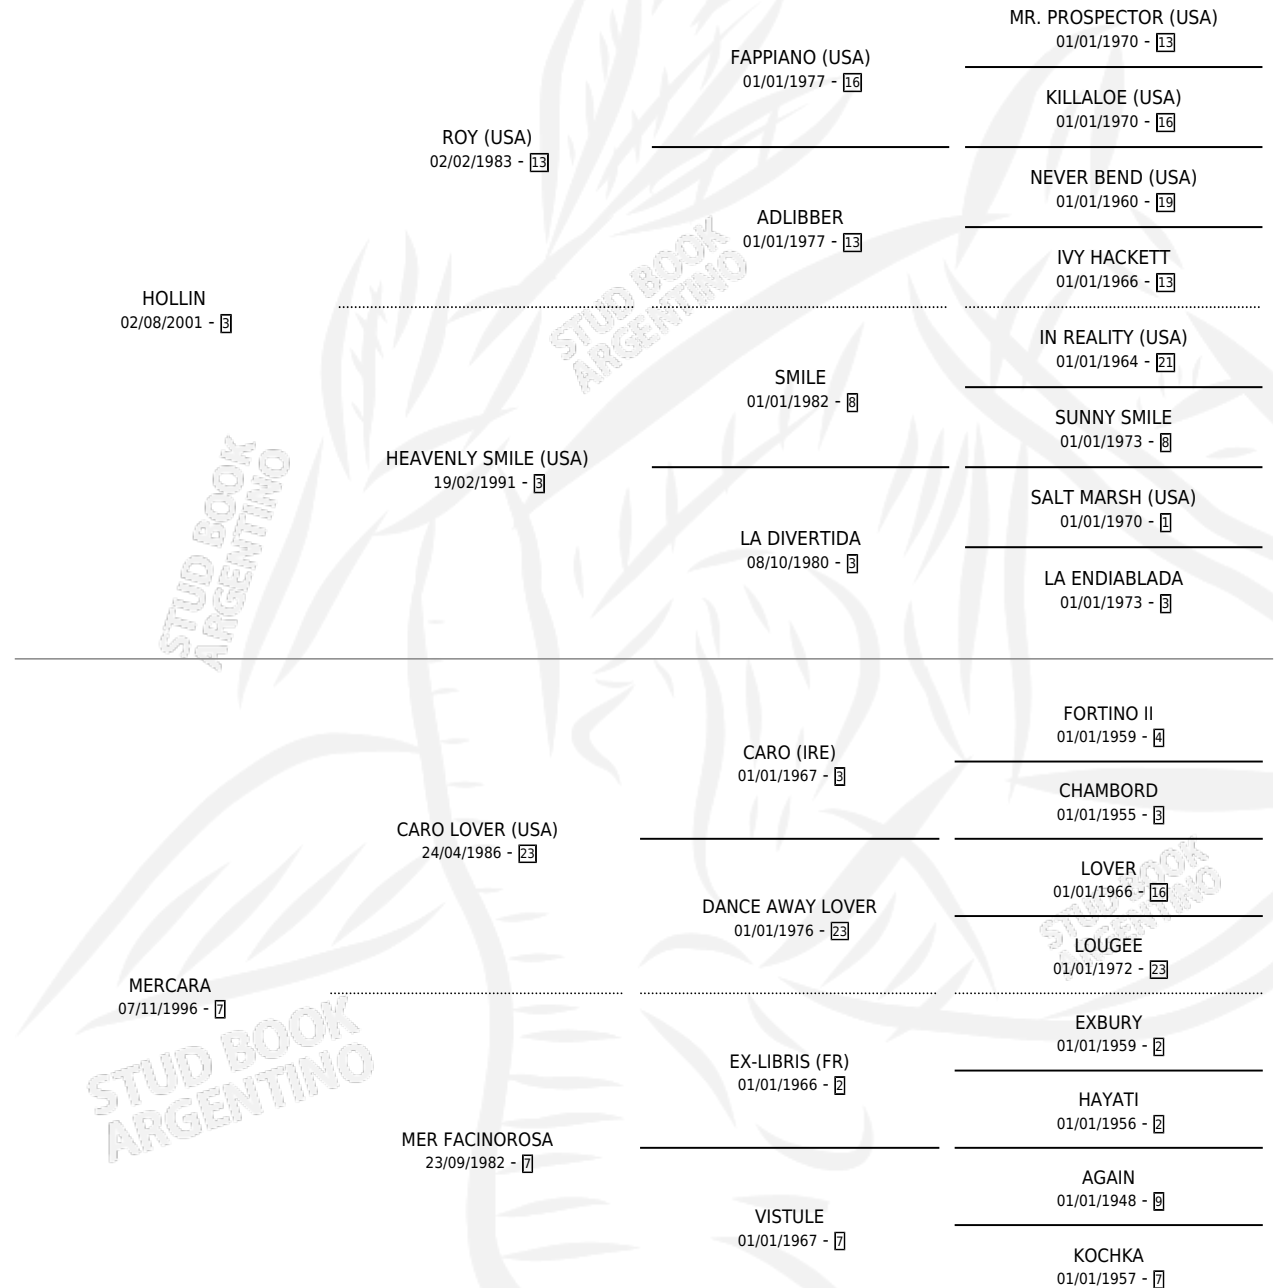 MR. PROSPECTOR (USA)
01/01/1970 - 13
FAPPIANO (USA)
01/01/1977 - 16
KILLALOE (USA)
01/01/1970 - 16
ROY (USA)
02/02/1983 - 13
NEVER BEND (USA)
01/01/1960 - 19
ADLIBBER
01/01/1977 - 13
IVY HACKETT
01/01/1966 - 13
HOLLIN
02/08/2001 - 3
IN REALITY (USA)
01/01/1964 - 21
SMILE
01/01/1982 - 8
SUNNY SMILE
01/01/1973 - 8
HEAVENLY SMILE (USA)
19/02/1991 - 3
SALT MARSH (USA)
01/01/1970 - 1
LA DIVERTIDA
08/10/1980 - 3
LA ENDIABLADA
01/01/1973 - 3
FORTINO II
01/01/1959 - 4
CARO (IRE)
01/01/1967 - 3
CHAMBORD
01/01/1955 - 3
CARO LOVER (USA)
24/04/1986 - 23
LOVER
01/01/1966 - 16
DANCE AWAY LOVER
01/01/1976 - 23
LOUGEE
01/01/1972 - 23
MERCARA
07/11/1996 - 7
EXBURY
01/01/1959 - 2
EX-LIBRIS (FR)
01/01/1966 - 2
HAYATI
01/01/1956 - 2
MER FACINOROSA
23/09/1982 - 7
AGAIN
01/01/1948 - 9
VISTULE
01/01/1967 - 7
KOCHKA
01/01/1957 - 7
STUD BOOK
ARGENTINO
STUD BOOK
ARGENTINO
STUD BOOK
ARGENTINO
STUD BOOK
ARGENTINO